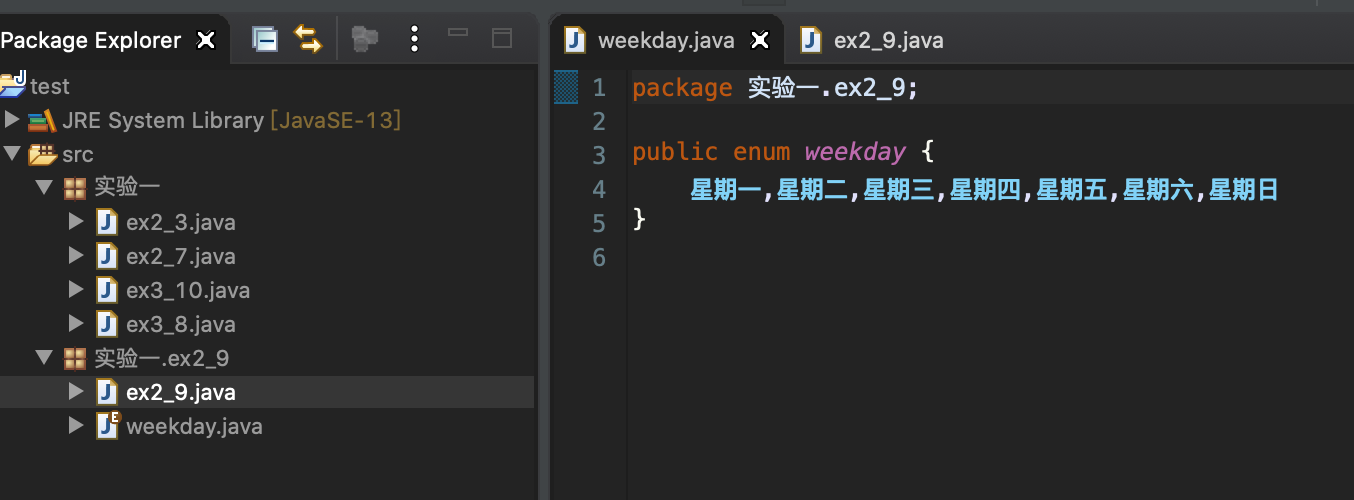 Package Explorer
test
JRE System Library [JavaSE-13]
src
实验一
ex2_3.java
ex2_7.java
ex3_10.java
ex3_8.java
实验一.ex2_9
ex2_9.java
weekday.java
weekday.java ex2_9.java
1 package 实验一.ex2_9;
2
3 public enum weekday {
4 星期一,星期二,星期三,星期四,星期五,星期六,星期日
5 }
6